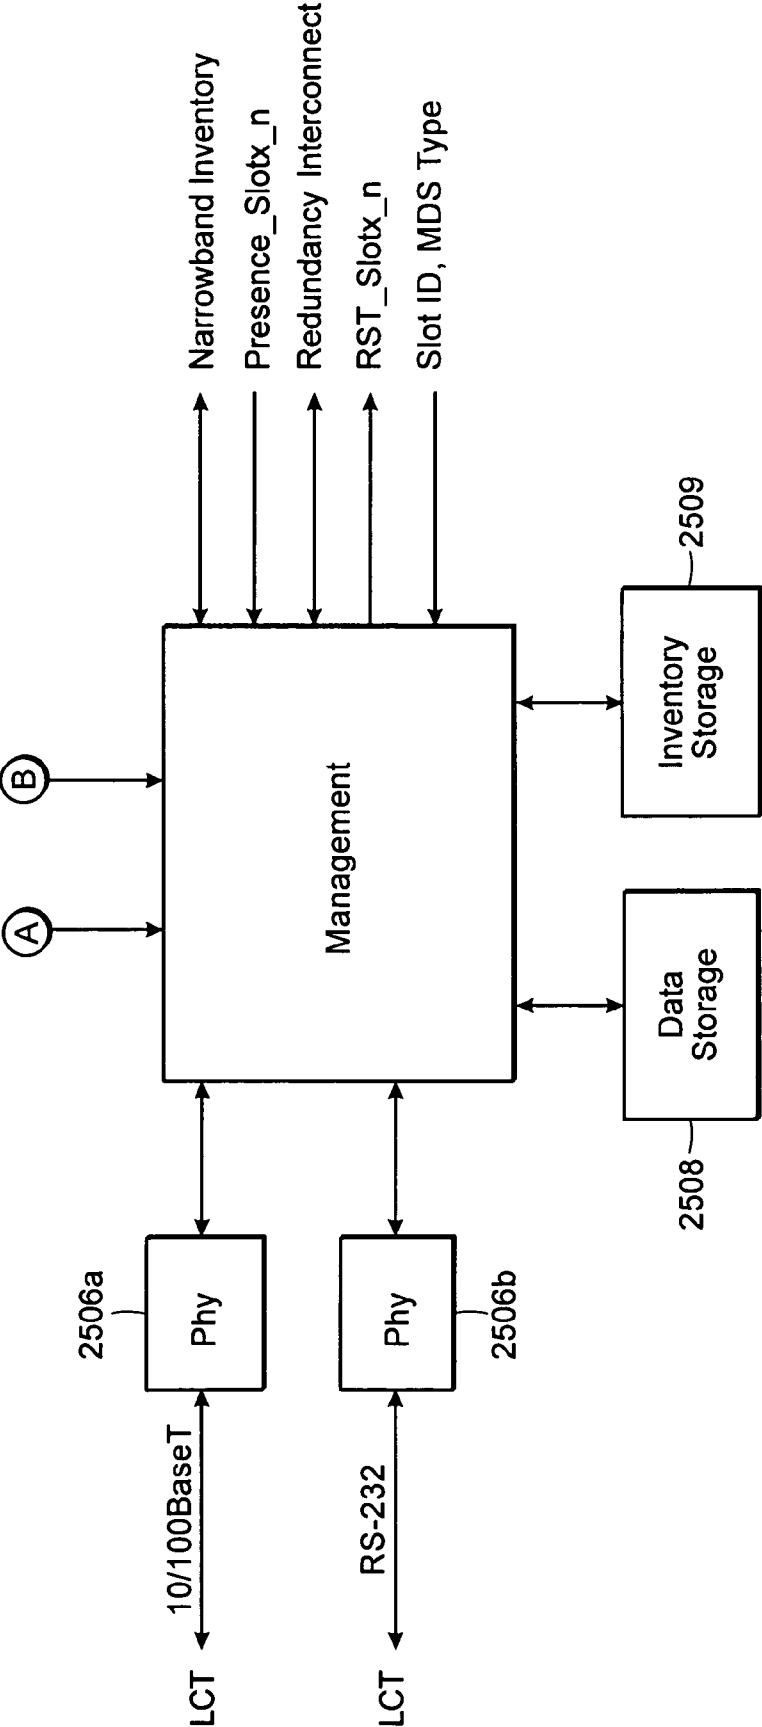 A
B
LCT
10/100BaseT
2506a
Phy
LCT
RS-232
Phy
2506b
Management
Narrowband Inventory
Presence_Slotx_n
Redundancy Interconnect
RST_Slotx_n
Slot ID, MDS Type
2508
Data
Storage
Inventory
Storage
2509